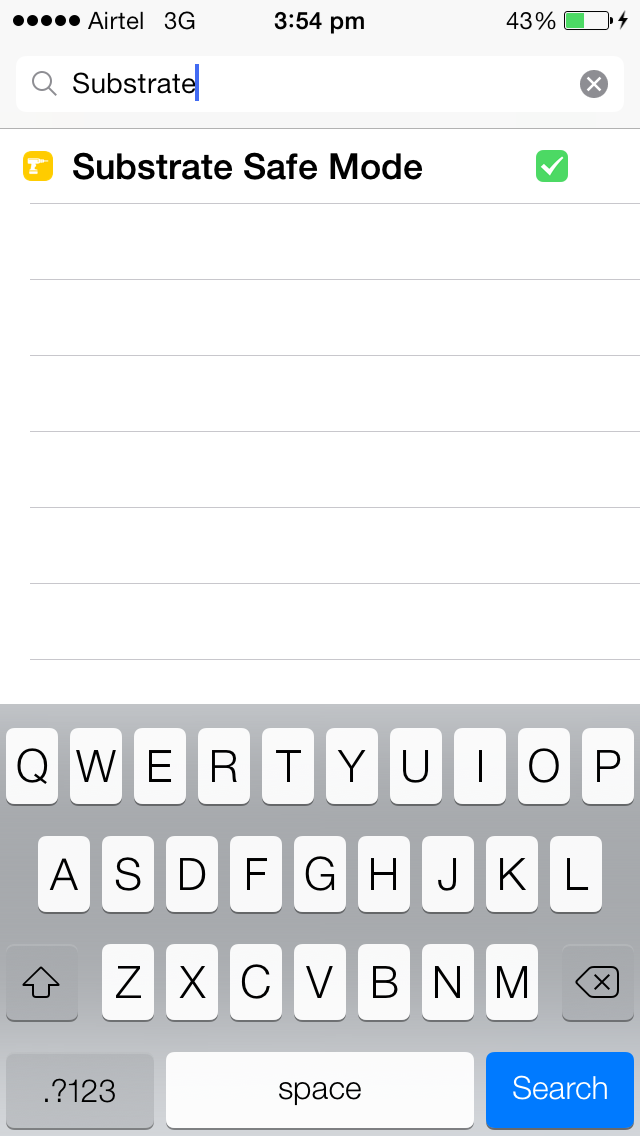 Airtel 3G 3:54 pm 43%
Substrate
Substrate Safe Mode
Q W E R T Y U I O P
A S D F G H J K L
Z X C V B N M
.?123 space Search